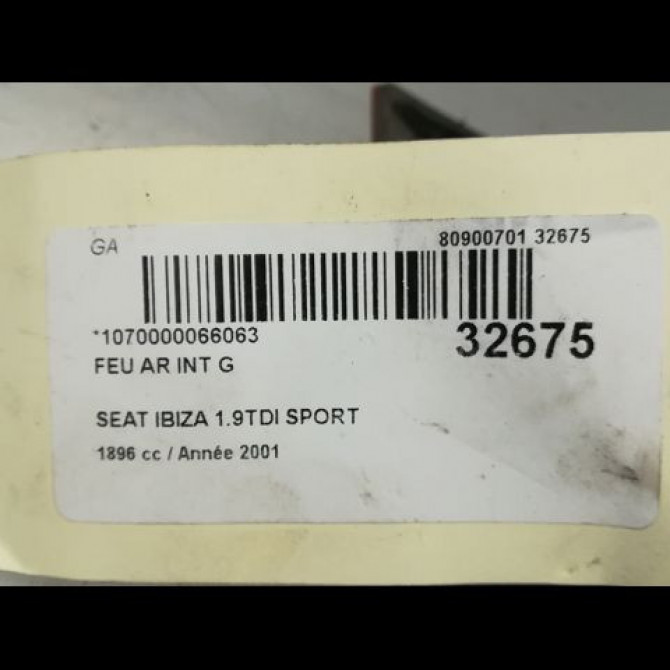 GA
80900701 32675
*1070000066063
32675
FEU AR INT G
SEAT IBIZA 1.9TDI SPORT
1896 cc / Année 2001